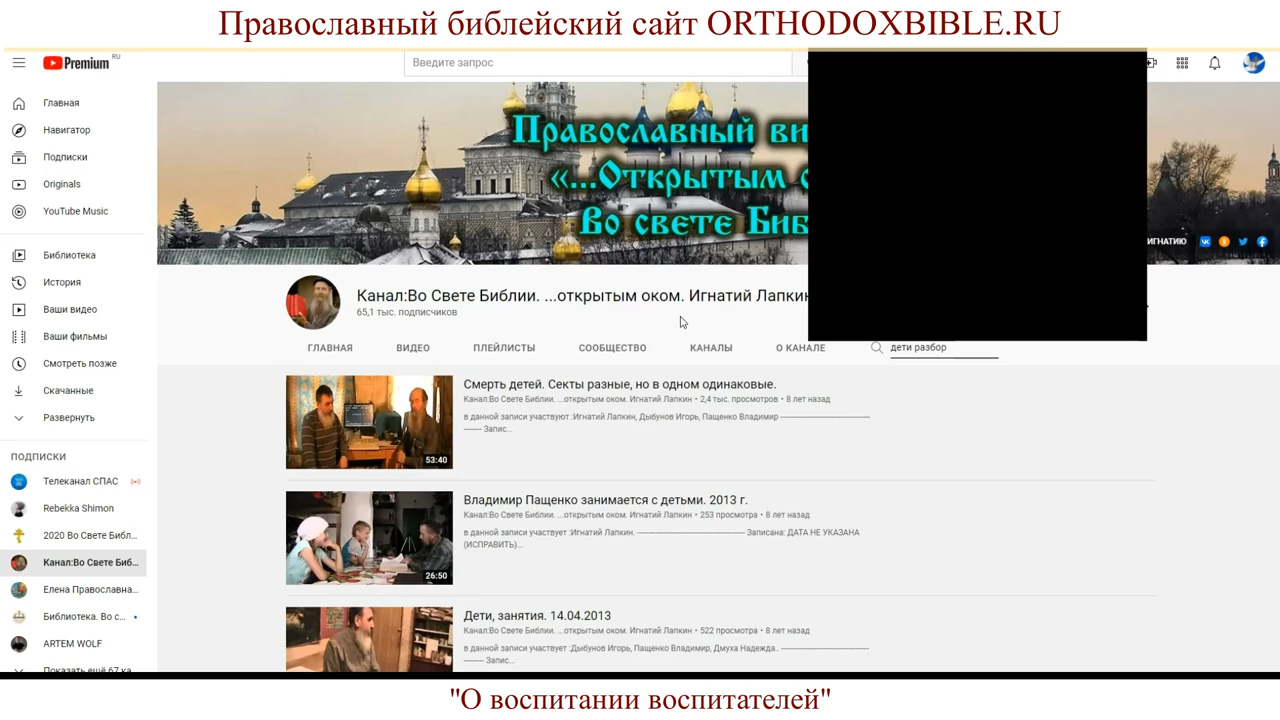 Православный библейский сайт ORTHODOXBIBLE.RU
Premium RU
Введите запрос
Главная
Навигатор
Подписки
Originals
YouTube Music
Библиотека
История
Ваши видео
Ваши фильмы
Смотреть позже
Скачанные
Развернуть
ПОДПИСКИ
Телеканал СПАС
Rebekka Shimon
2020 Во Свете Библ...
Канал:Во Свете Биб...
Елена Православна...
Библиотека. Во с...
ARTEM WOLF
Показать ещё 67 ка
Православный ви
«...Открытым о
Во свете Биб
ИГНАТИЮ
Канал:Во Свете Библии. ...открытым оком. Игнатий Лапкин
65,1 тыс. подписчиков
ГЛАВНАЯ ВИДЕО ПЛЕЙЛИСТЫ СООБЩЕСТВО КАНАЛЫ О КАНАЛЕ дети разбор
Смерть детей. Секты разные, но в одном одинаковые.
Канал:Во Свете Библии. ...открытым оком. Игнатий Лапкин • 2,4 тыс. просмотров • 8 лет назад
в данной записи участвуют :Игнатий Лапкин, Дыбунов Игорь, Пащенко Владимир -----------------------------
------ Запис...
53:40
Владимир Пащенко занимается с детьми. 2013 г.
Канал:Во Свете Библии. ...открытым оком. Игнатий Лапкин • 253 просмотра • 8 лет назад
в данной записи участвует :Игнатий Лапкин. ----------------------------------- Записана: ДАТА НЕ УКАЗАНА
(ИСПРАВИТЬ)...
26:50
Дети, занятия. 14.04.2013
Канал:Во Свете Библии. ...открытым оком. Игнатий Лапкин • 522 просмотра • 8 лет назад
в данной записи участвует :Дыбунов Игорь, Пащенко Владимир, Дмуха Надежда.. -----------------------------
------ Запис...
"О воспитании воспитателей"